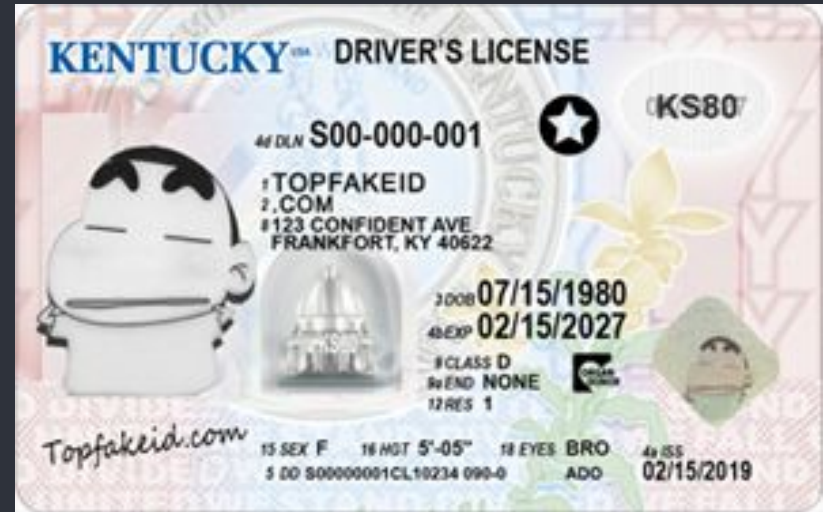 KENTUCKY USA DRIVER'S LICENSE
KS80
4d DLN S00-000-001
1 TOPFAKEID
2 .COM
8 123 CONFIDENT AVE
FRANKFORT, KY 40622
3 DOB 07/15/1980
4b EXP 02/15/2027
9 CLASS D
9a END NONE
ORGAN DONOR
12 RES 1
Topfakeid.com
15 SEX F 16 HGT 5'-05" 18 EYES BRO 4a ISS
5 DD S00000001CL10234 090-0 ADO 02/15/2019